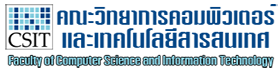 CSIT
คณะวิทยาการคอมพิวเตอร์
และเทคโนโลยีสารสนเทศ
Faculty of Computer Science and Information Technology